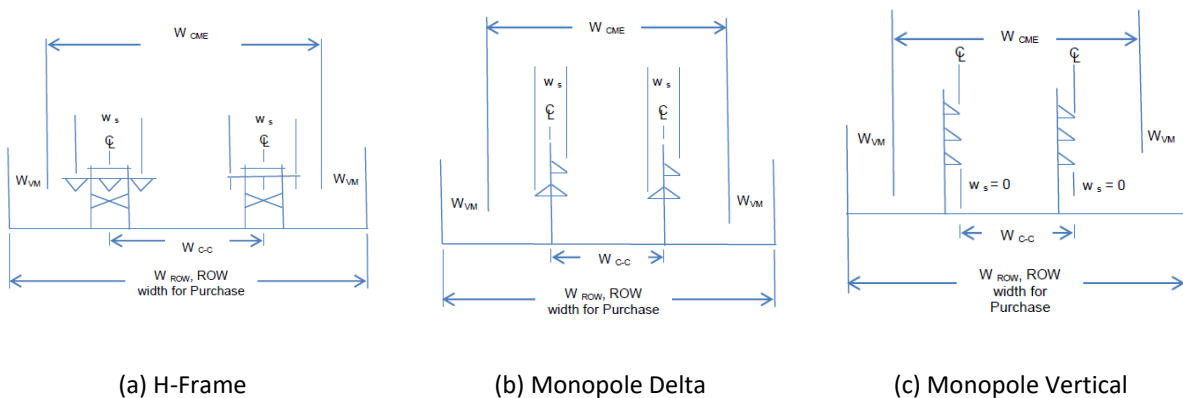 W CME
w s
℄
w s
℄
W VM
W VM
W C-C
W ROW, ROW
width for Purchase
(a) H-Frame
W CME
w s
℄
w s
℄
W VM
W VM
W C-C
W ROW, ROW
width for Purchase
(b) Monopole Delta
W CME
℄
℄
W VM
W VM
w s = 0
w s = 0
W C-C
W ROW, ROW
width for
Purchase
(c) Monopole Vertical